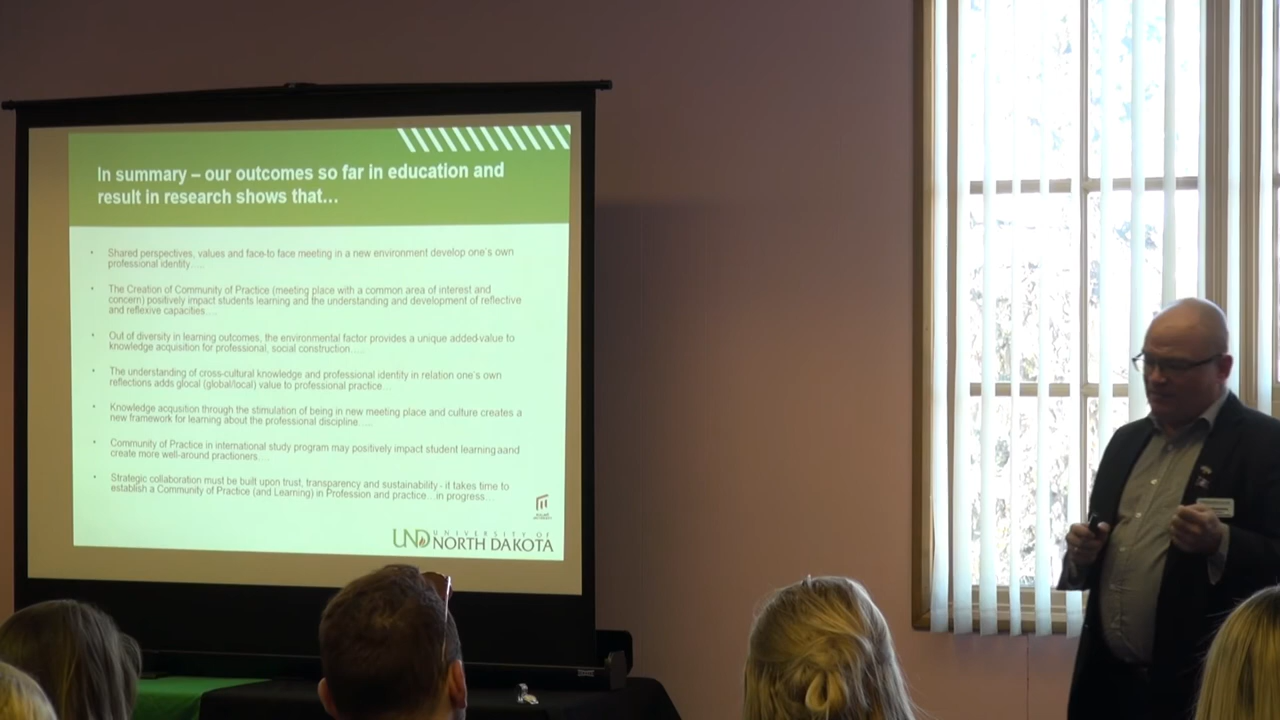 In summary – our outcomes so far in education and
result in research shows that…
• Shared perspectives, values and face-to face meeting in a new environment develop one's own
professional identity….
• The Creation of Community of Practice (meeting place with a common area of interest and
concern) positively impact students learning and the understanding and development of reflective
and reflexive capacities….
• Out of diversity in learning outcomes, the environmental factor provides a unique added-value to
knowledge acquisition for professional, social construction….
• The understanding of cross-cultural knowledge and professional identity in relation one's own
reflections adds glocal (global/local) value to professional practice…
• Knowledge acqusition through the stimulation of being in new meeting place and culture creates a
new framework for learning about the professional discipline….
• Community of Practice in international study program may positively impact student learning aand
create more well-around practioners….
• Strategic collaboration must be built upon trust, transparency and sustainability - it takes time to
establish a Community of Practice (and Learning) in Profession and practice…in progress….
UND UNIVERSITY OF
NORTH DAKOTA